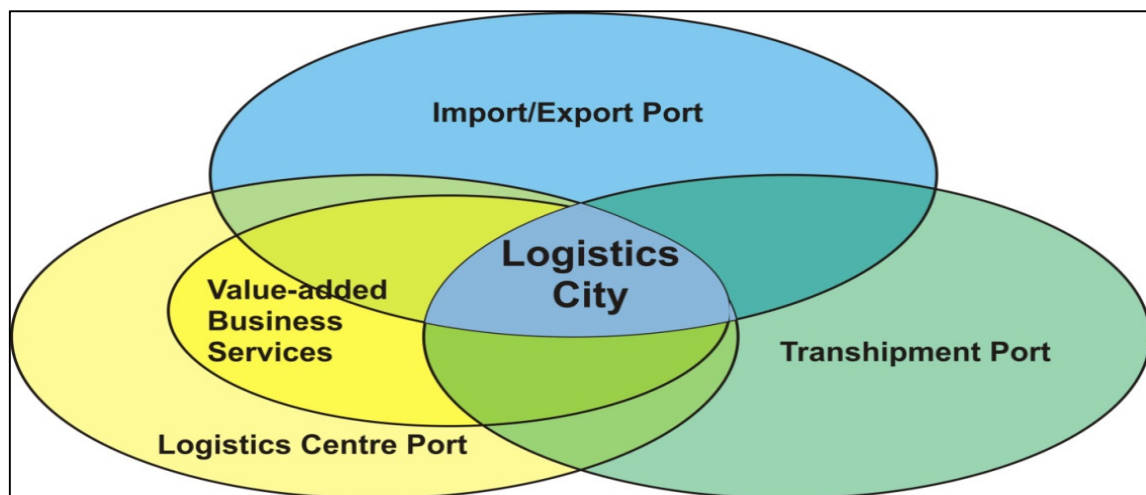 Import/Export Port
Logistics
City
Value-added
Business
Services
Transhipment Port
Logistics Centre Port